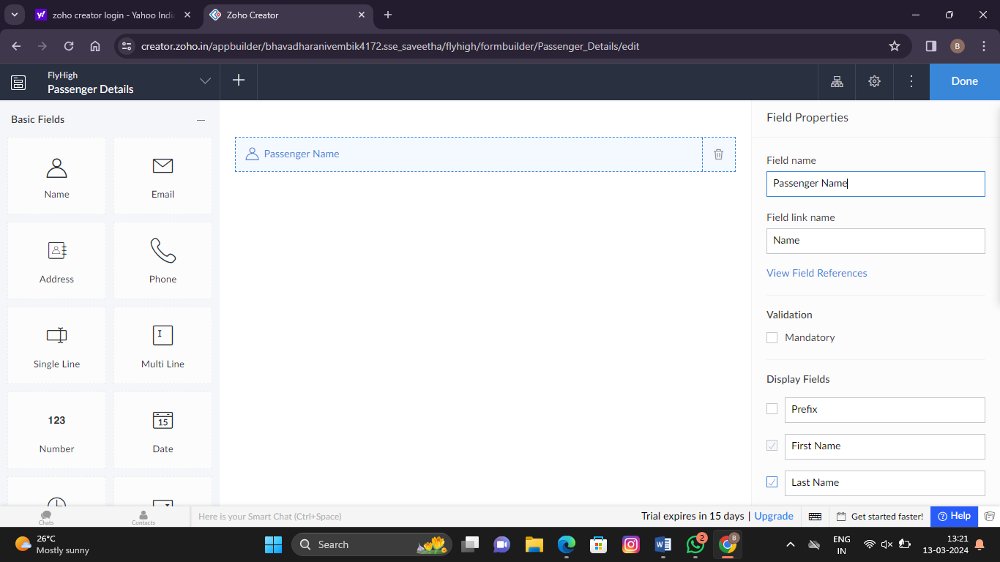 zoho creator login - Yahoo Indi
Zoho Creator
creator.zoho.in/appbuilder/bhavadharanivembik4172.sse_saveetha/flyhigh/formbuilder/Passenger_Details/edit
B
FlyHigh
Passenger Details
Done
Basic Fields
Name
Email
Address
Phone
Single Line
Multi Line
123
Number
15
Date
Passenger Name
Field Properties
Field name
Passenger Name
Field link name
Name
View Field References
Validation
Mandatory
Display Fields
Prefix
First Name
Last Name
Chats
Contacts
Here is your Smart Chat (Ctrl+Space)
Trial expires in 15 days | Upgrade
Get started faster!
Help
26°C
Mostly sunny
Search
2
B
ENG
IN
13:21
13-03-2024